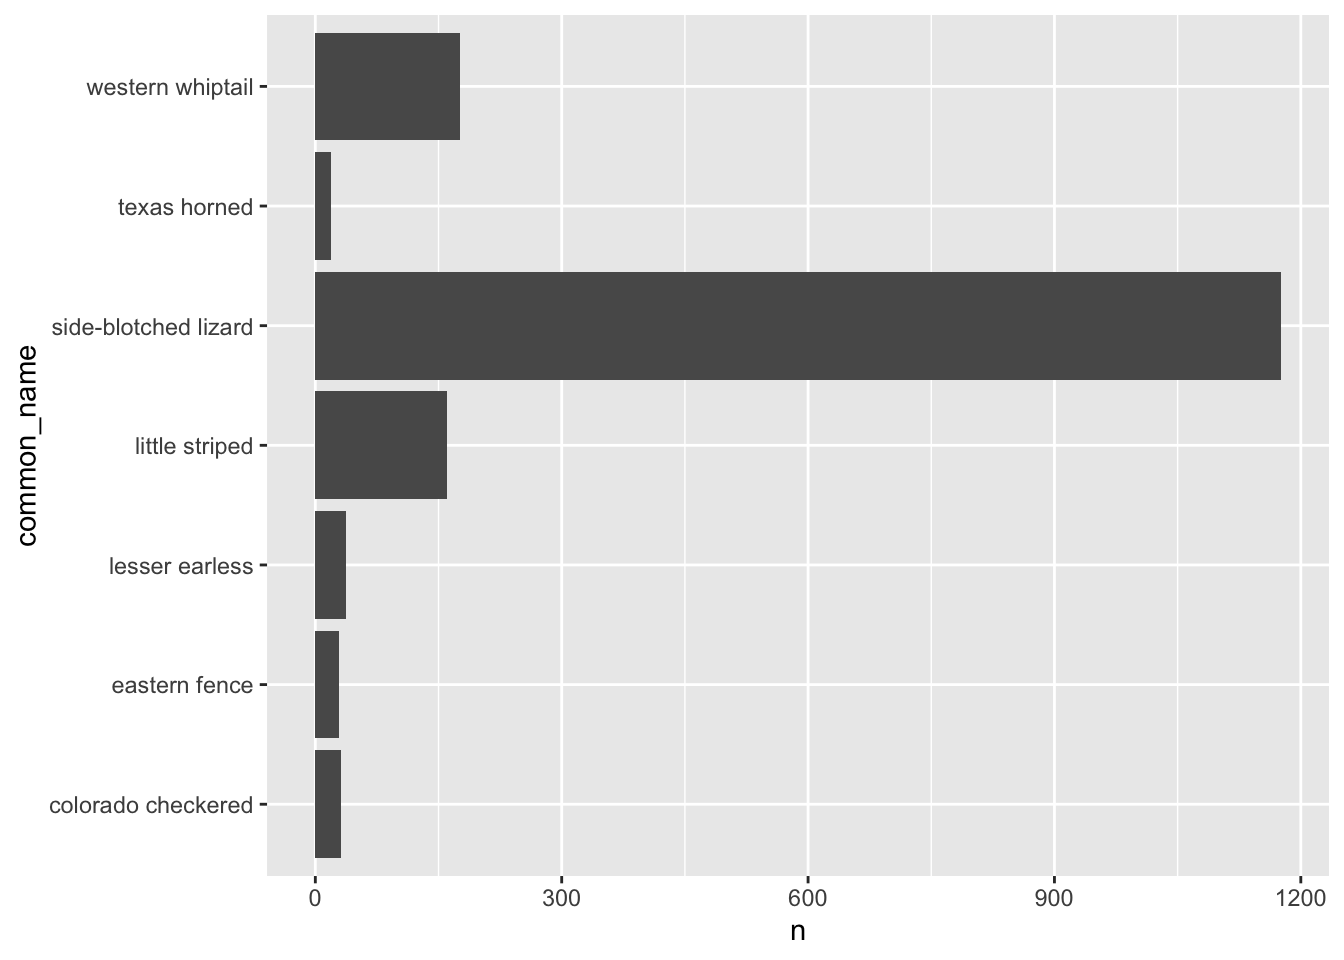 common_name
western whiptail
texas horned
side-blotched lizard
little striped
lesser earless
eastern fence
colorado checkered
0 300 600 900 1200
n